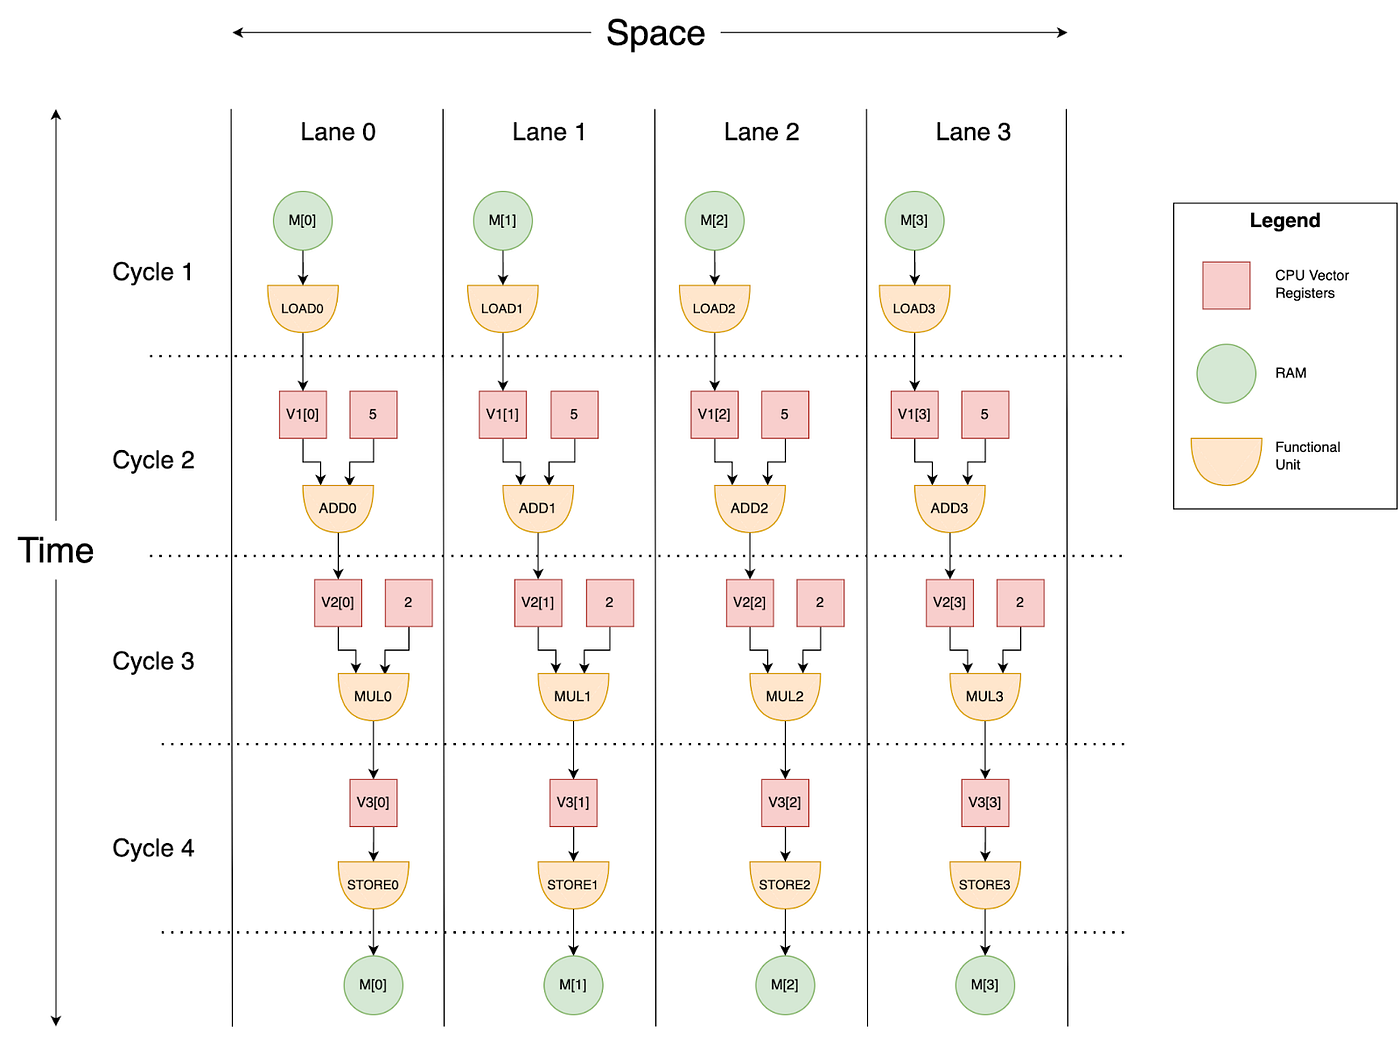 Space
Lane 0
Lane 1
Lane 2
Lane 3
M[0]
M[1]
M[2]
M[3]
Legend
Cycle 1
CPU Vector
Registers
LOAD0
LOAD1
LOAD2
LOAD3
RAM
V1[0]
5
V1[1]
5
V1[2]
5
V1[3]
5
Cycle 2
Functional
Unit
ADD0
ADD1
ADD2
ADD3
Time
V2[0]
2
V2[1]
2
V2[2]
2
V2[3]
2
Cycle 3
MUL0
MUL1
MUL2
MUL3
V3[0]
V3[1]
V3[2]
V3[3]
Cycle 4
STORE0
STORE1
STORE2
STORE3
M[0]
M[1]
M[2]
M[3]